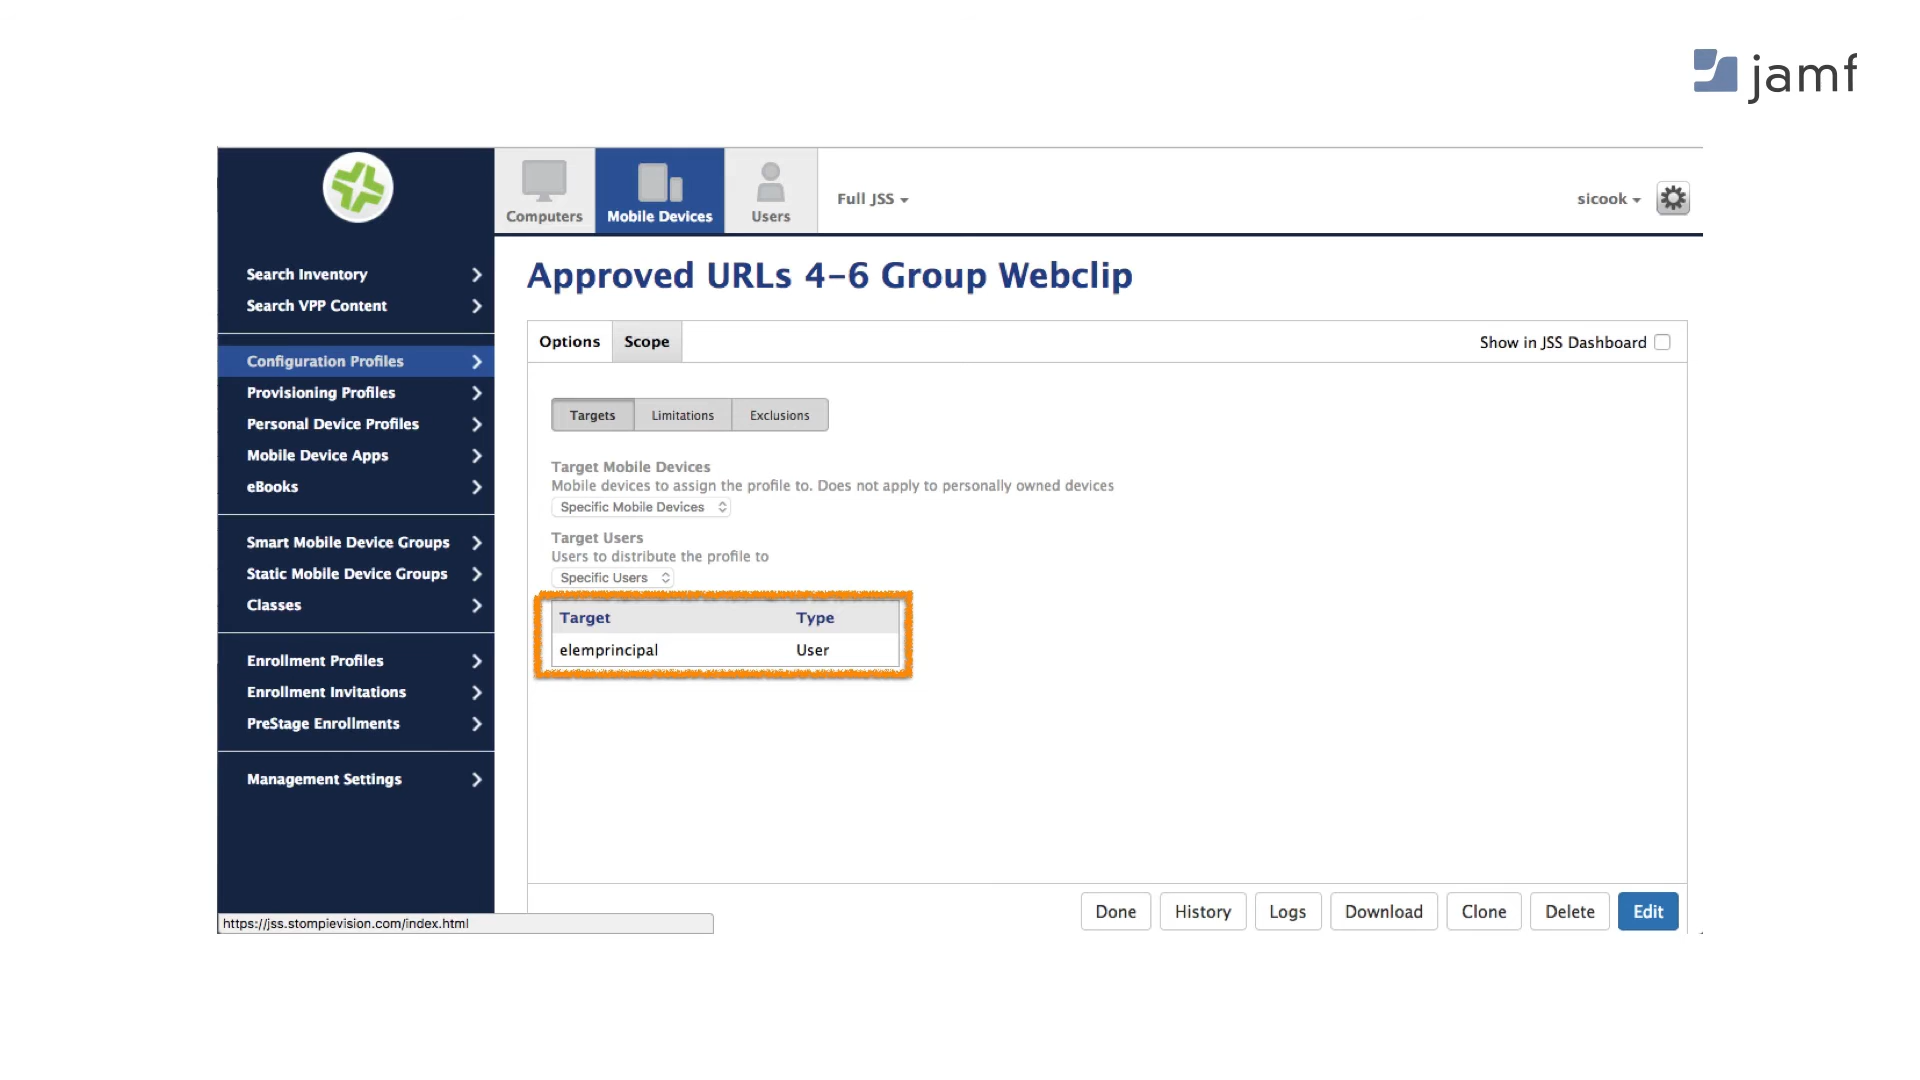 jamf
Computers
Mobile Devices
Users
Full JSS
sicook
Search Inventory
Search VPP Content
Configuration Profiles
Provisioning Profiles
Personal Device Profiles
Mobile Device Apps
eBooks
Smart Mobile Device Groups
Static Mobile Device Groups
Classes
Enrollment Profiles
Enrollment Invitations
PreStage Enrollments
Management Settings
https://jss.stompievision.com/index.html
Approved URLs 4-6 Group Webclip
Options Scope Show in JSS Dashboard
Targets Limitations Exclusions
Target Mobile Devices
Mobile devices to assign the profile to. Does not apply to personally owned devices
Specific Mobile Devices
Target Users
Users to distribute the profile to
Specific Users
Target Type
elemprincipal User
Done History Logs Download Clone Delete Edit